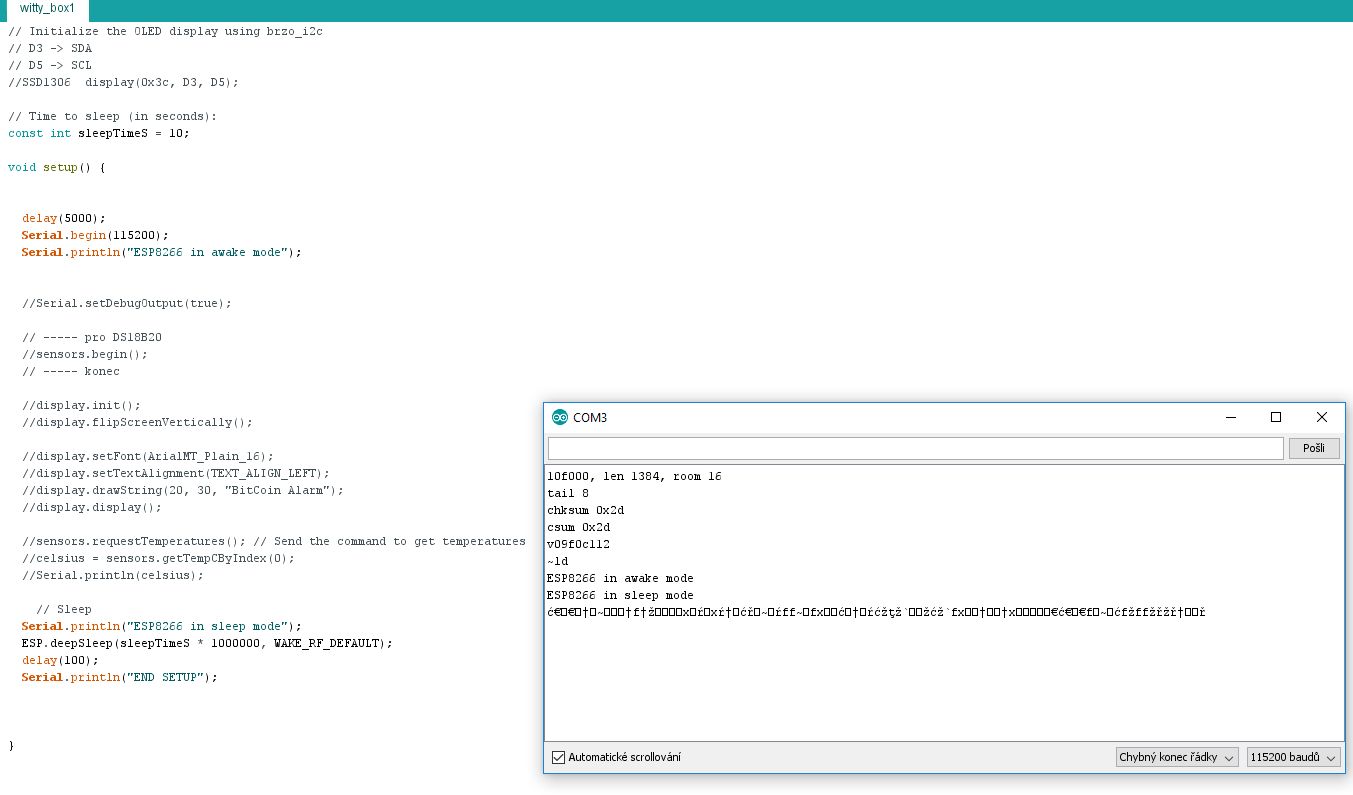 witty_box1
// Initialize the OLED display using brzo_i2c
// D3 -> SDA
// D5 -> SCL
//SSD1306  display(0x3c, D3, D5);
// Time to sleep (in seconds):
const int sleepTimeS = 10;
void setup() {
delay(5000);
Serial.begin(115200);
Serial.println("ESP8266 in awake mode");
//Serial.setDebugOutput(true);
// ----- pro DS18B20
//sensors.begin();
// ----- konec
//display.init();
//display.flipScreenVertically();
//display.setFont(ArialMT_Plain_16);
//display.setTextAlignment(TEXT_ALIGN_LEFT);
//display.drawString(20, 30, "BitCoin Alarm");
//display.display();
//sensors.requestTemperatures(); // Send the command to get temperatures
//celsius = sensors.getTempCByIndex(0);
//Serial.println(celsius);
// Sleep
Serial.println("ESP8266 in sleep mode");
ESP.deepSleep(sleepTimeS * 1000000, WAKE_RF_DEFAULT);
delay(100);
Serial.println("END SETUP");
}
COM3
Pošli
10f000, len 1384, room 16
tail 8
chksum 0x2d
csum 0x2d
v09f0c112
~ld
ESP8266 in awake mode
ESP8266 in sleep mode
Automatické scrollování
Chybný konec řádky
115200 baudů